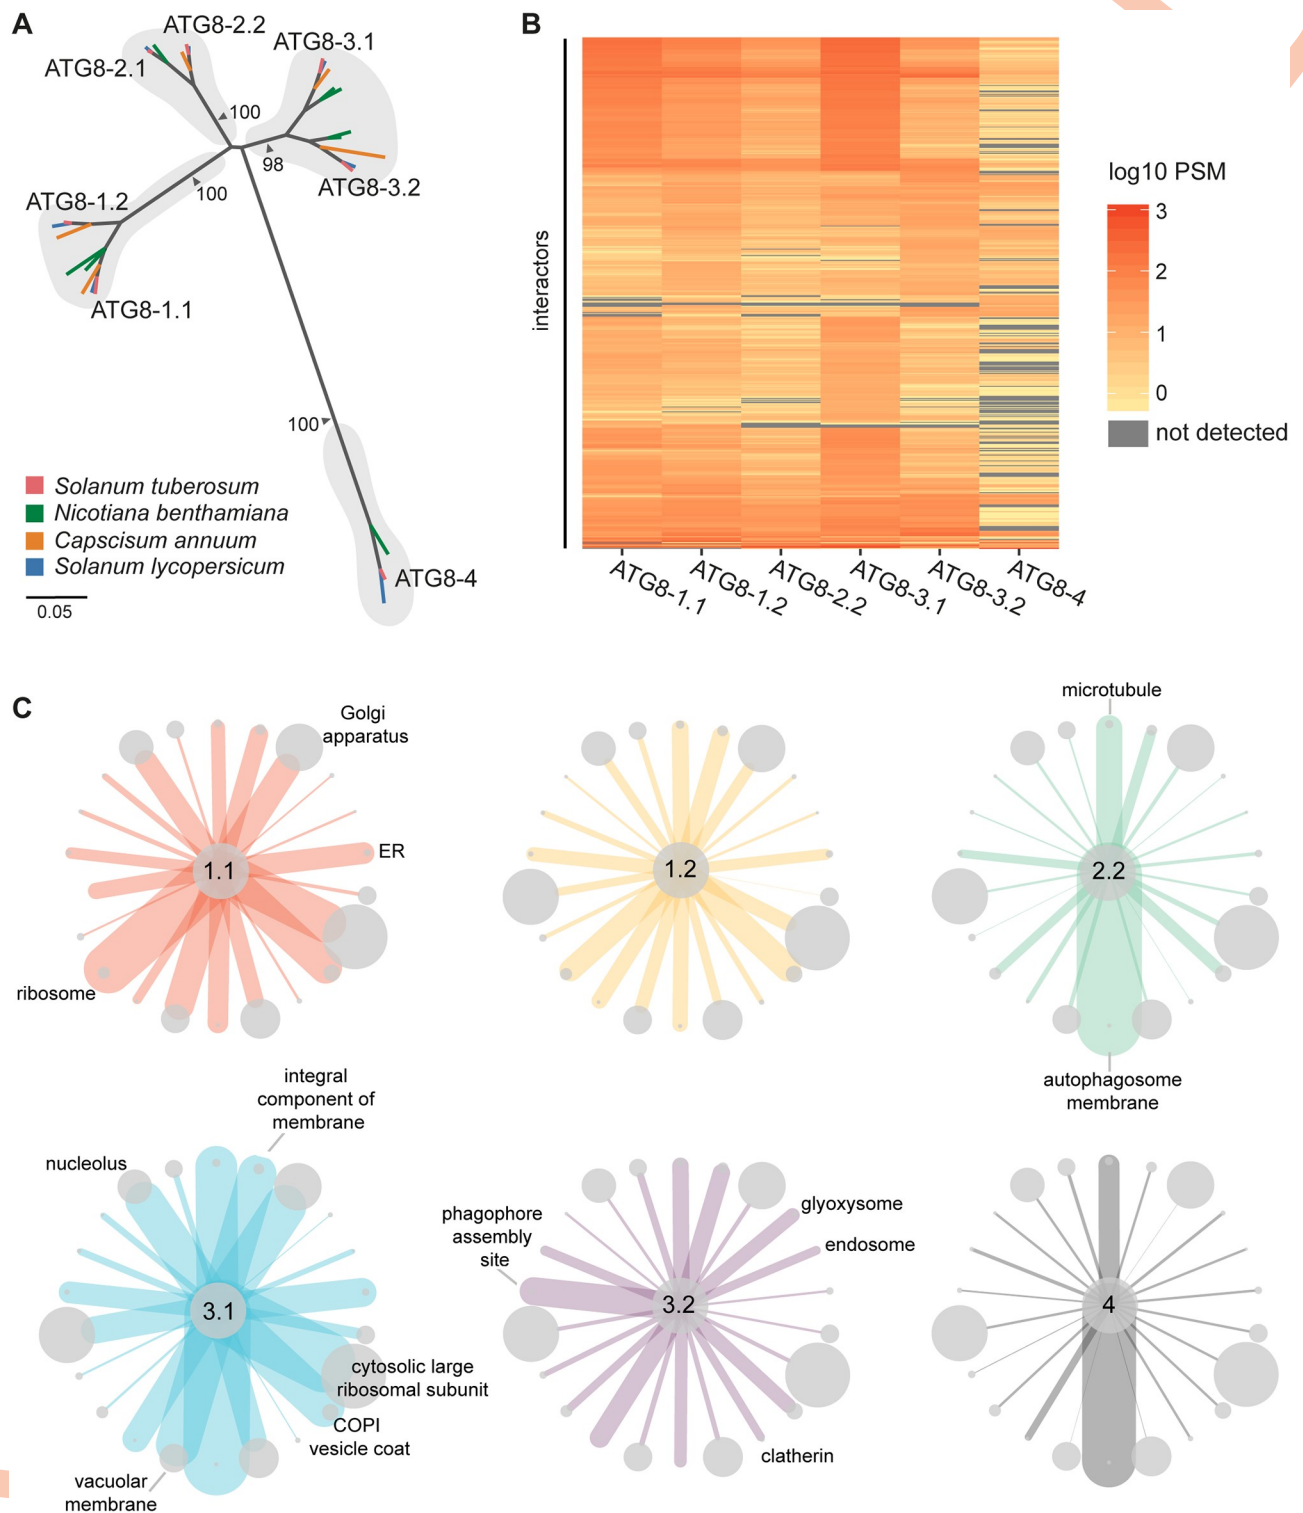 A
ATG8-2.2
ATG8-3.1
ATG8-2.1
100
98
100
ATG8-3.2
ATG8-1.2
ATG8-1.1
100
Solanum tuberosum
Nicotiana benthamiana
Capscisum annuum
Solanum lycopersicum
ATG8-4
0.05
B
interactors
log10 PSM
3
2
1
0
not detected
ATG8-1.1
ATG8-1.2
ATG8-2.2
ATG8-3.1
ATG8-3.2
ATG8-4
C
Golgi
apparatus
ER
1.1
ribosome
1.2
microtubule
2.2
autophagosome
membrane
integral
component of
membrane
nucleolus
3.1
cytosolic large
ribosomal subunit
COPI
vesicle coat
vacuolar
membrane
phagophore
assembly
site
glyoxysome
endosome
3.2
clatherin
4